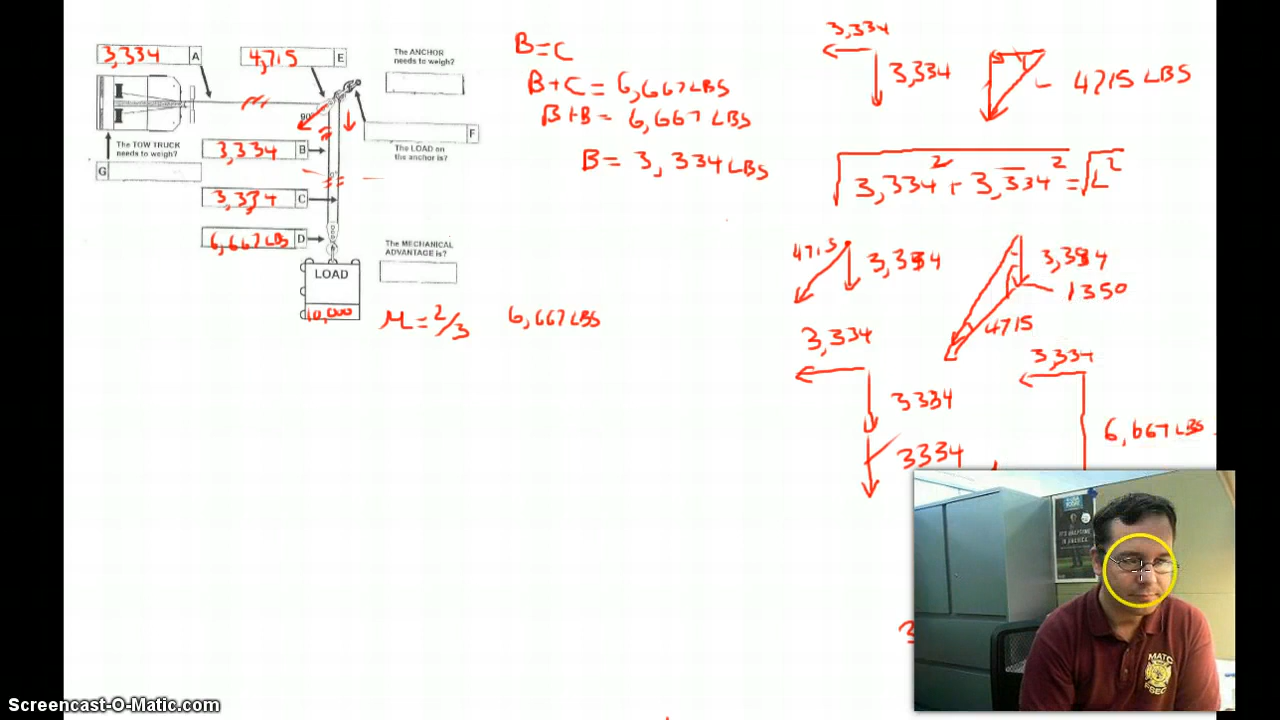 3,334 A
4,715 E
The ANCHOR
needs to weigh?
90°
F
The LOAD on
the anchor is?
The TOW TRUCK
needs to weigh?
G
3,334 B
3,334 C
6,667 LBS D
The MECHANICAL
ADVANTAGE is?
LOAD
10,000
M = 2/3
6,667 LBS
B = C
B + C = 6,667 LBS
B + B = 6,667 LBS
B = 3,334 LBS
3,334
3,334
4715 LBS
√3,334² + 3,334² = √L²
4715
3,334
3,334
1350
4715
3,334
3334
3334
3,334
6,667 LBS
MATC
Screencast-O-Matic.com